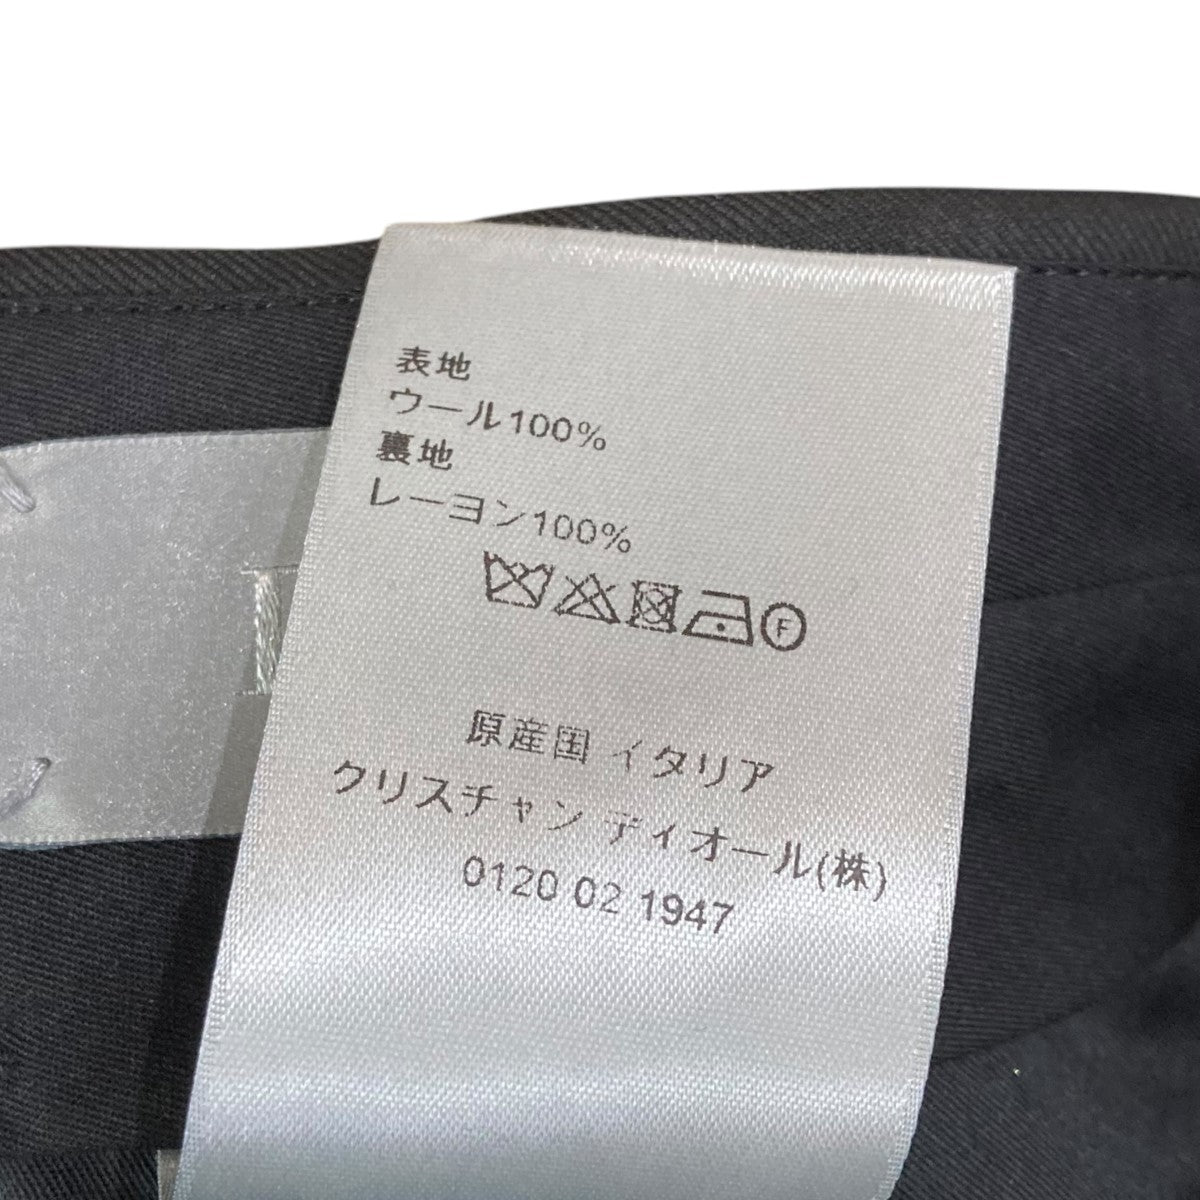 表地
ウール100%
裏地
レーヨン100%
F
原産国 イタリア
クリスチャン ディオール(株)
0120 02 1947